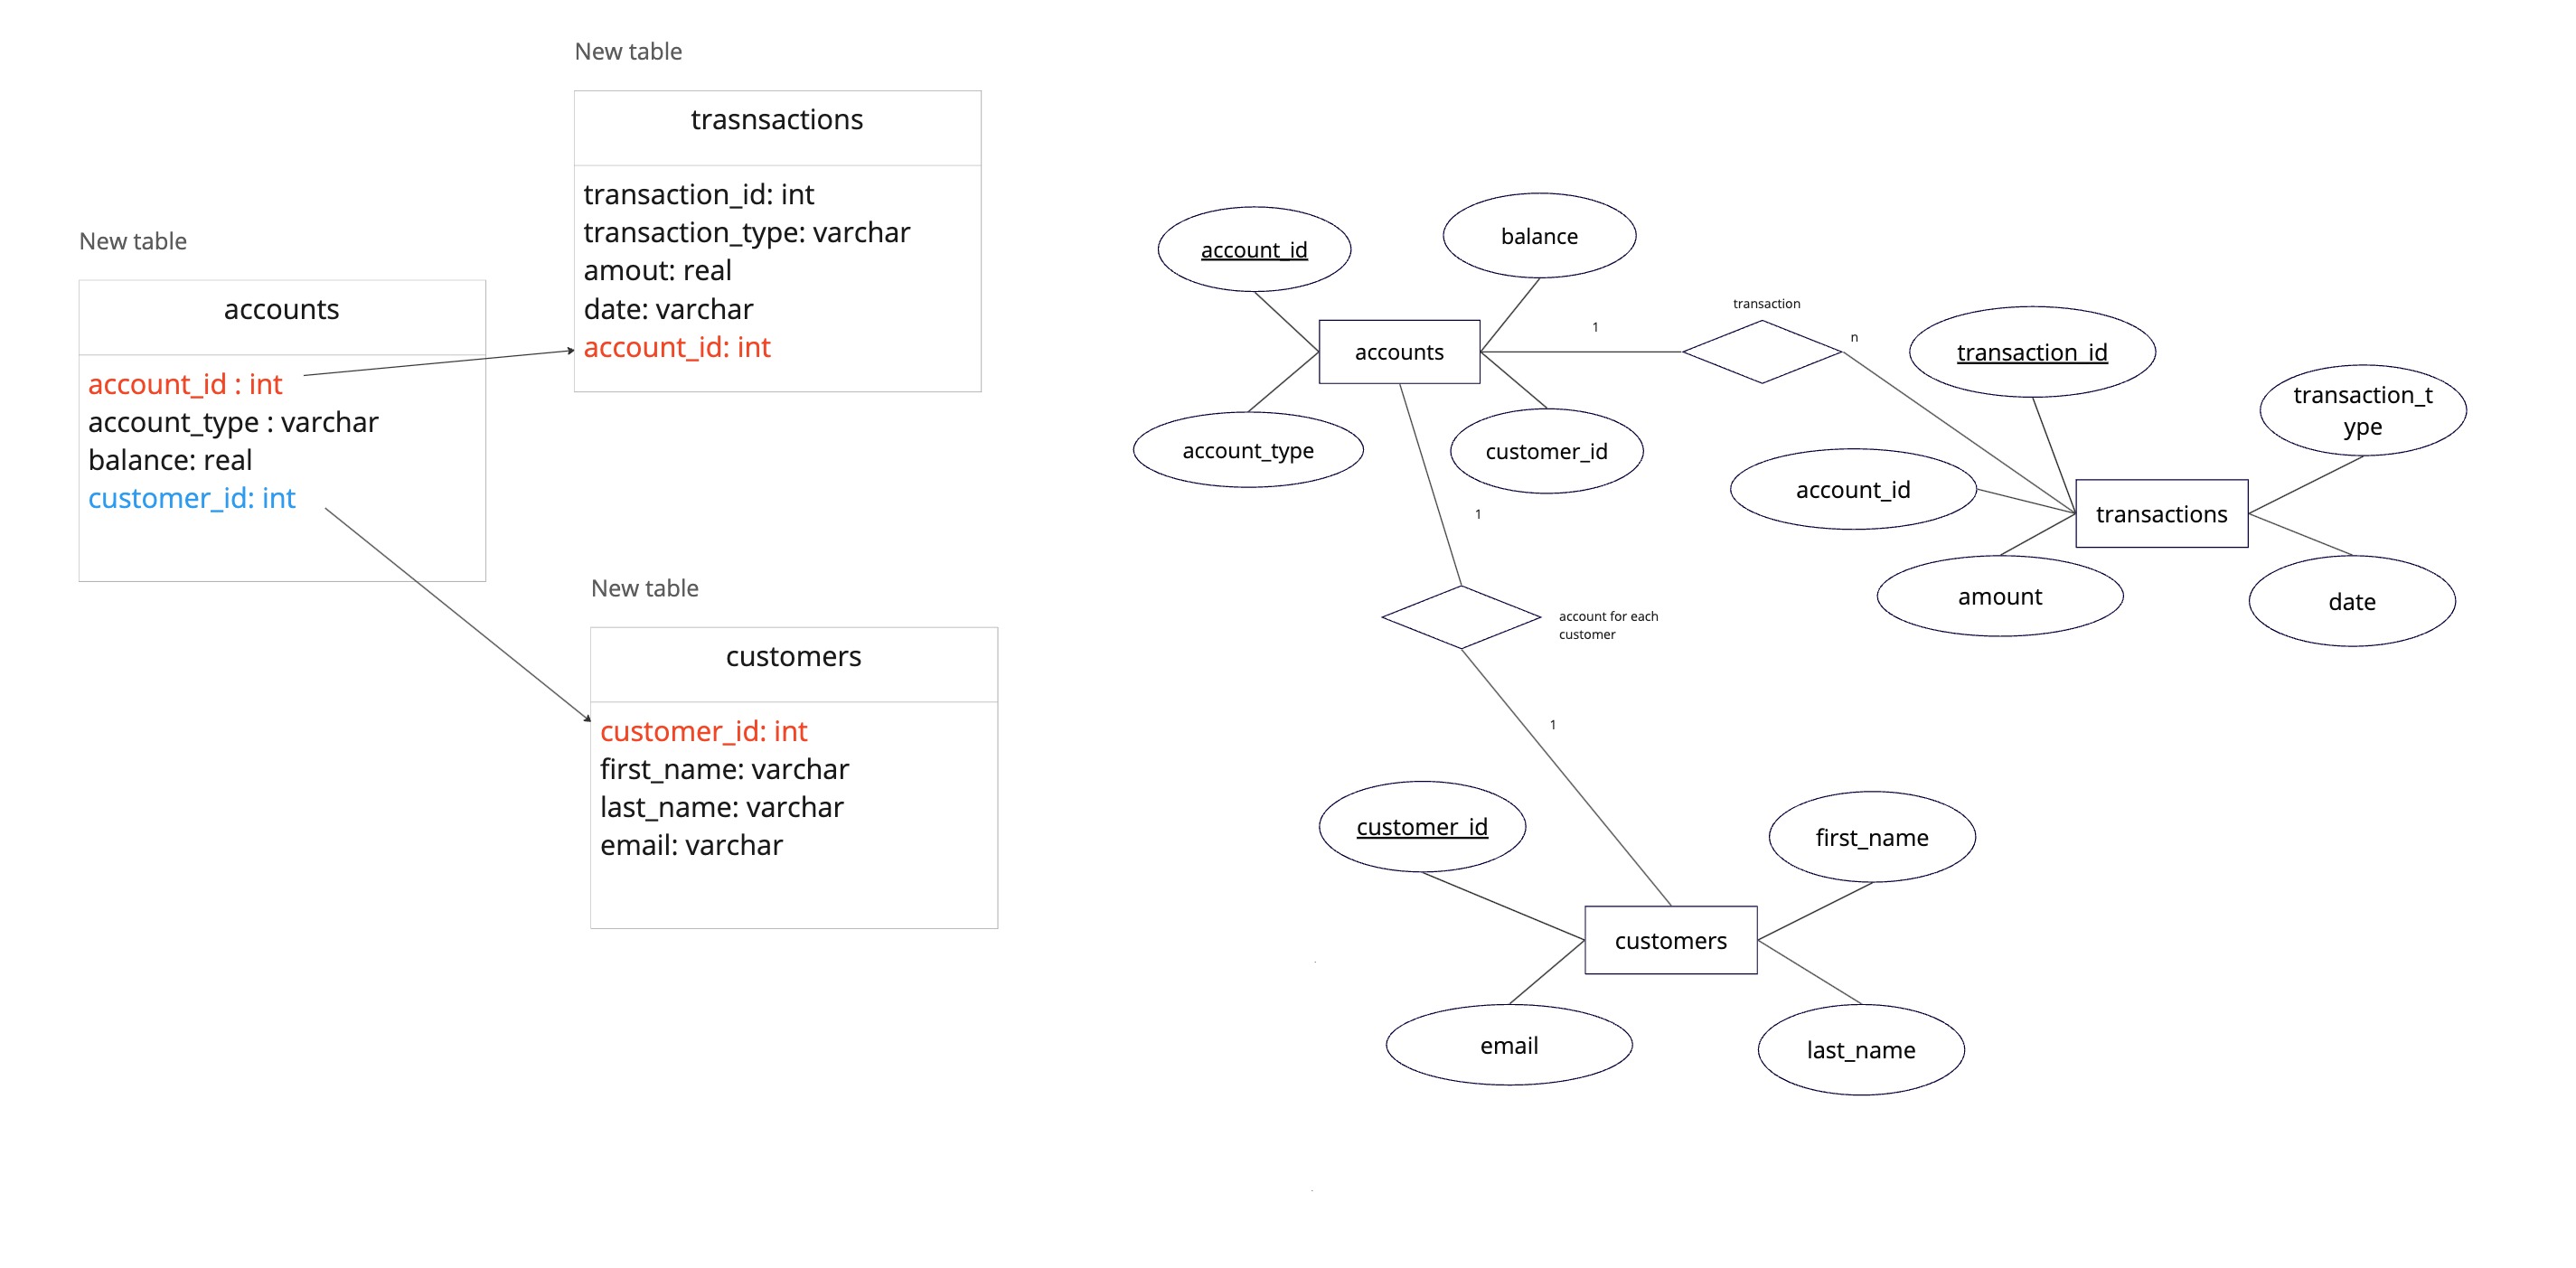 New table
trasnsactions
transaction_id: int
transaction_type: varchar
amout: real
date: varchar
account_id: int
New table
accounts
account_id : int
account_type : varchar
balance: real
customer_id: int
New table
customers
customer_id: int
first_name: varchar
last_name: varchar
email: varchar
account_id
balance
accounts
account_type
customer_id
1
transaction
n
transaction_id
transaction_t
ype
account_id
transactions
amount
date
1
account for each
customer
1
customer_id
first_name
customers
email
last_name